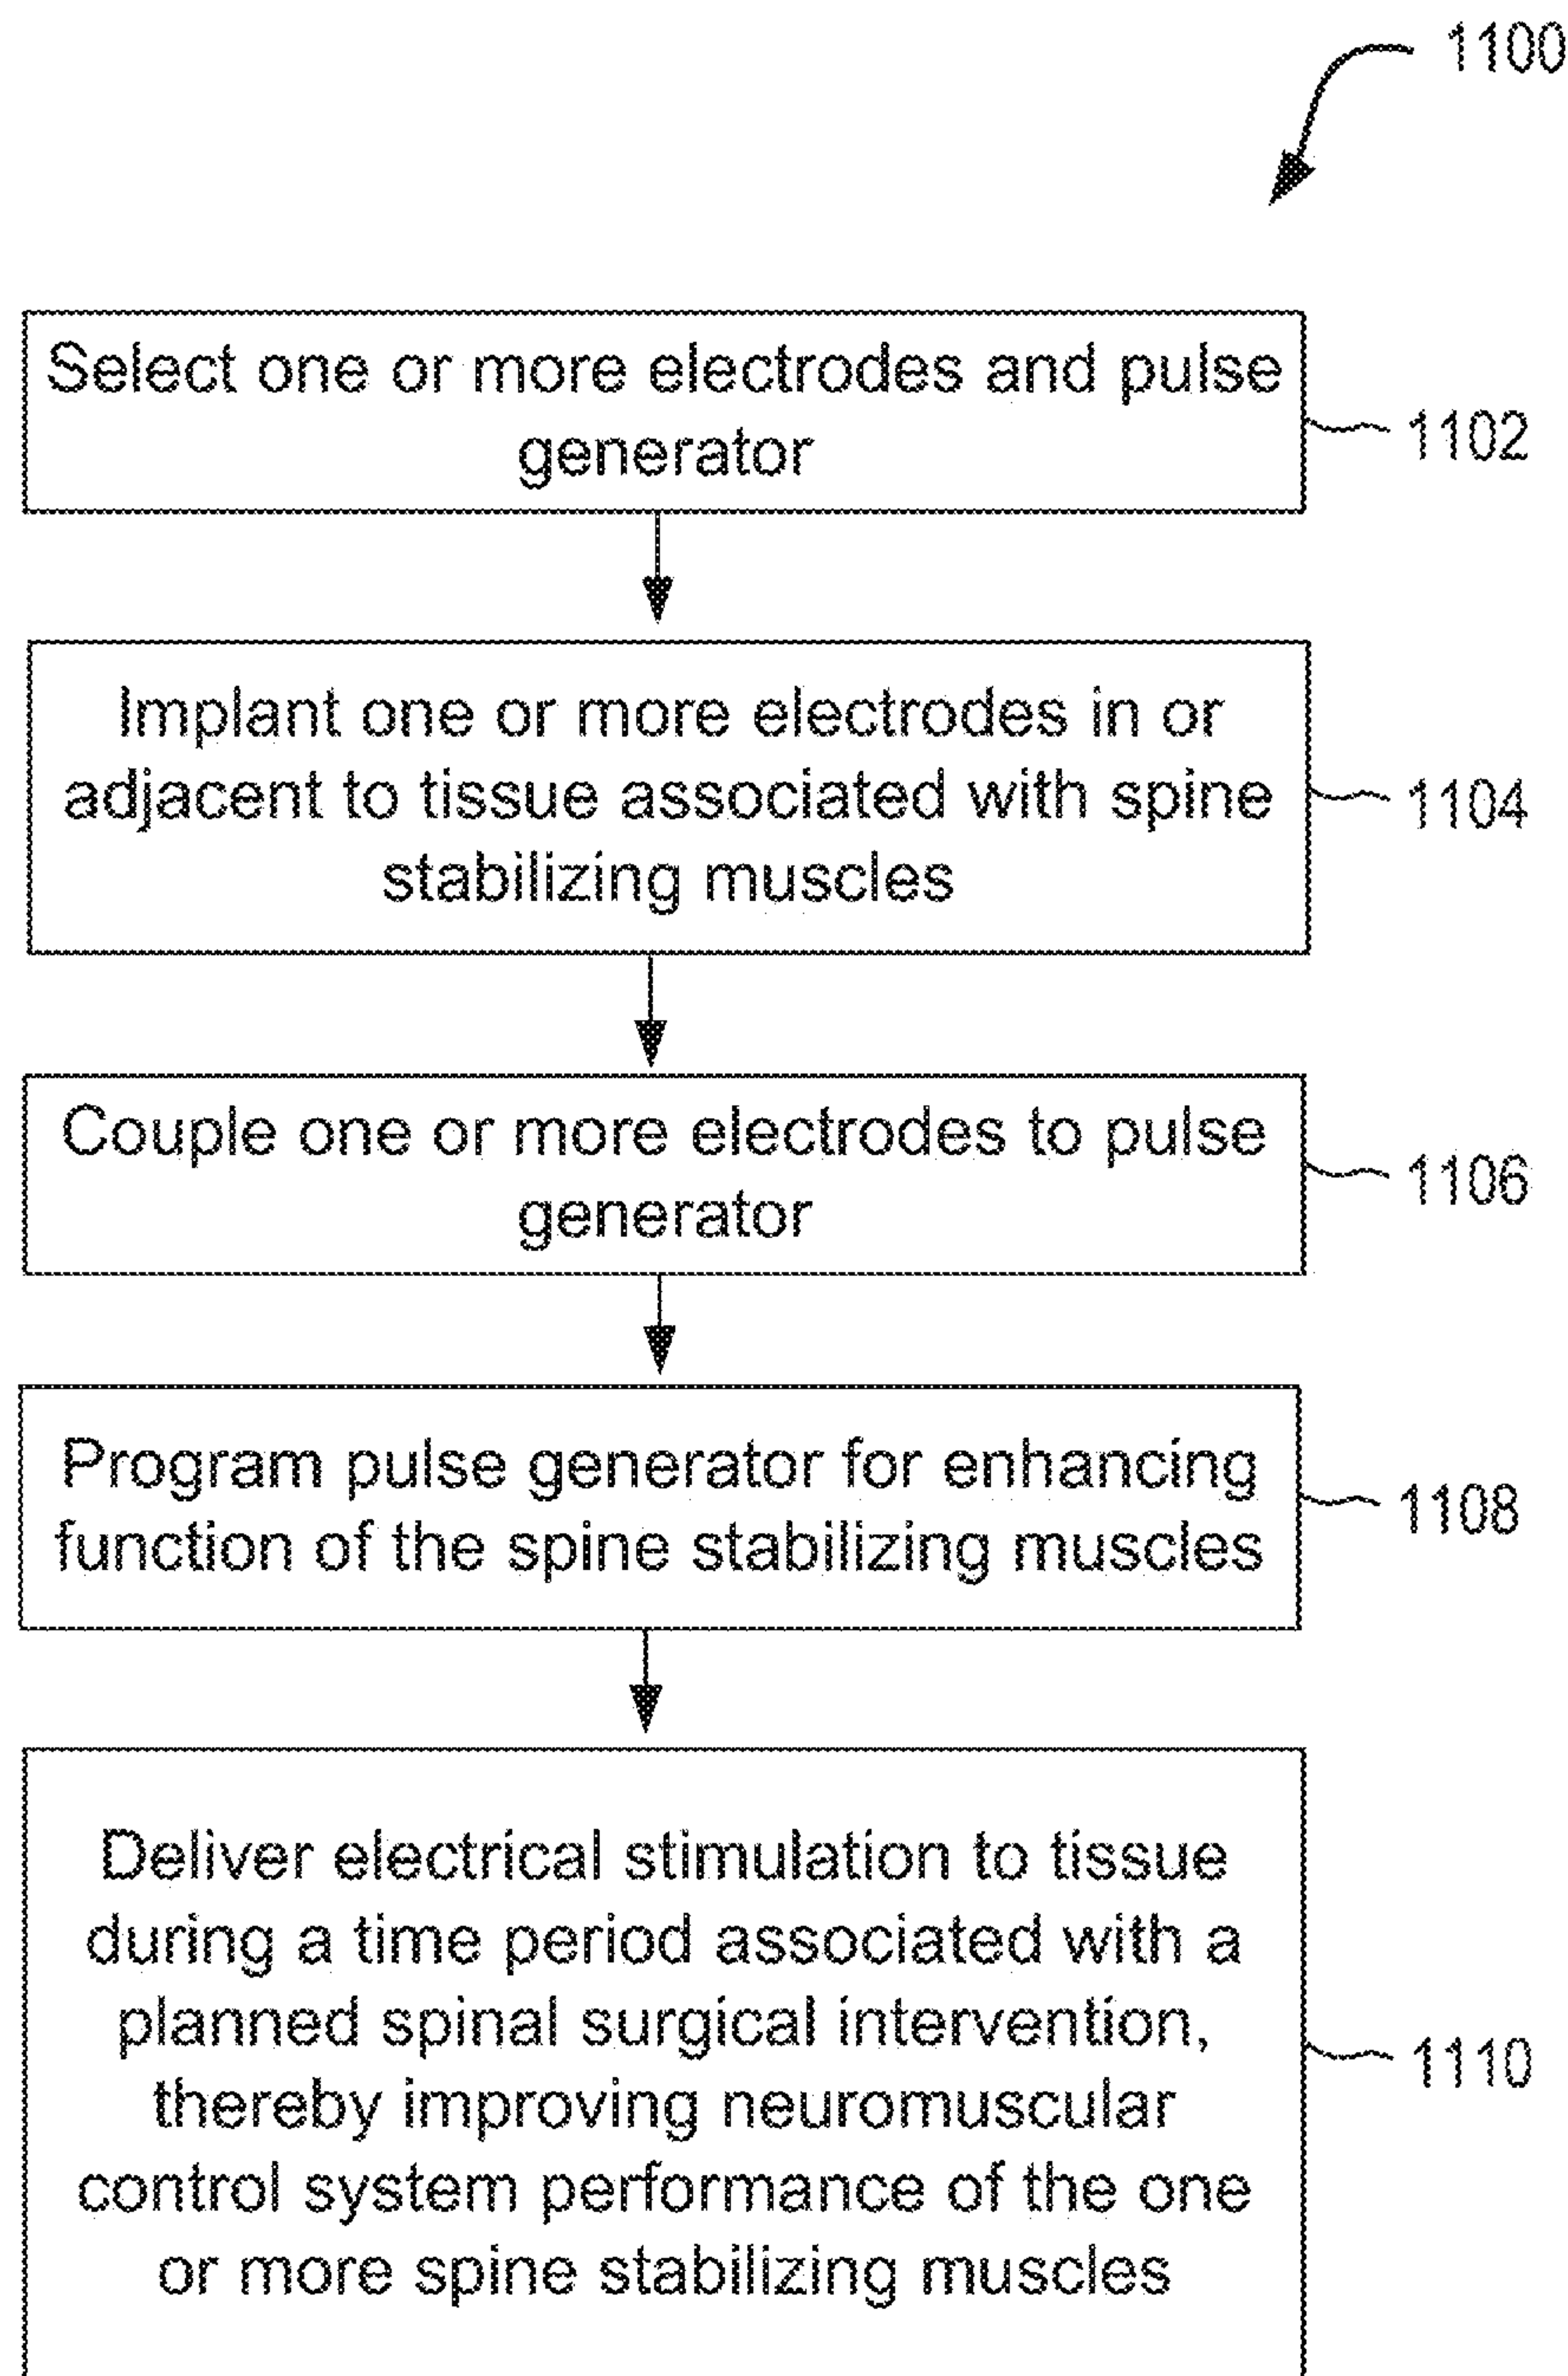 1100
Select one or more electrodes and pulse
generator
1102
Implant one or more electrodes in or
adjacent to tissue associated with spine
stabilizing muscles
1104
Couple one or more electrodes to pulse
generator
1106
Program pulse generator for enhancing
function of the spine stabilizing muscles
1108
Deliver electrical stimulation to tissue
during a time period associated with a
planned spinal surgical intervention,
thereby improving neuromuscular
control system performance of the one
or more spine stabilizing muscles
1110